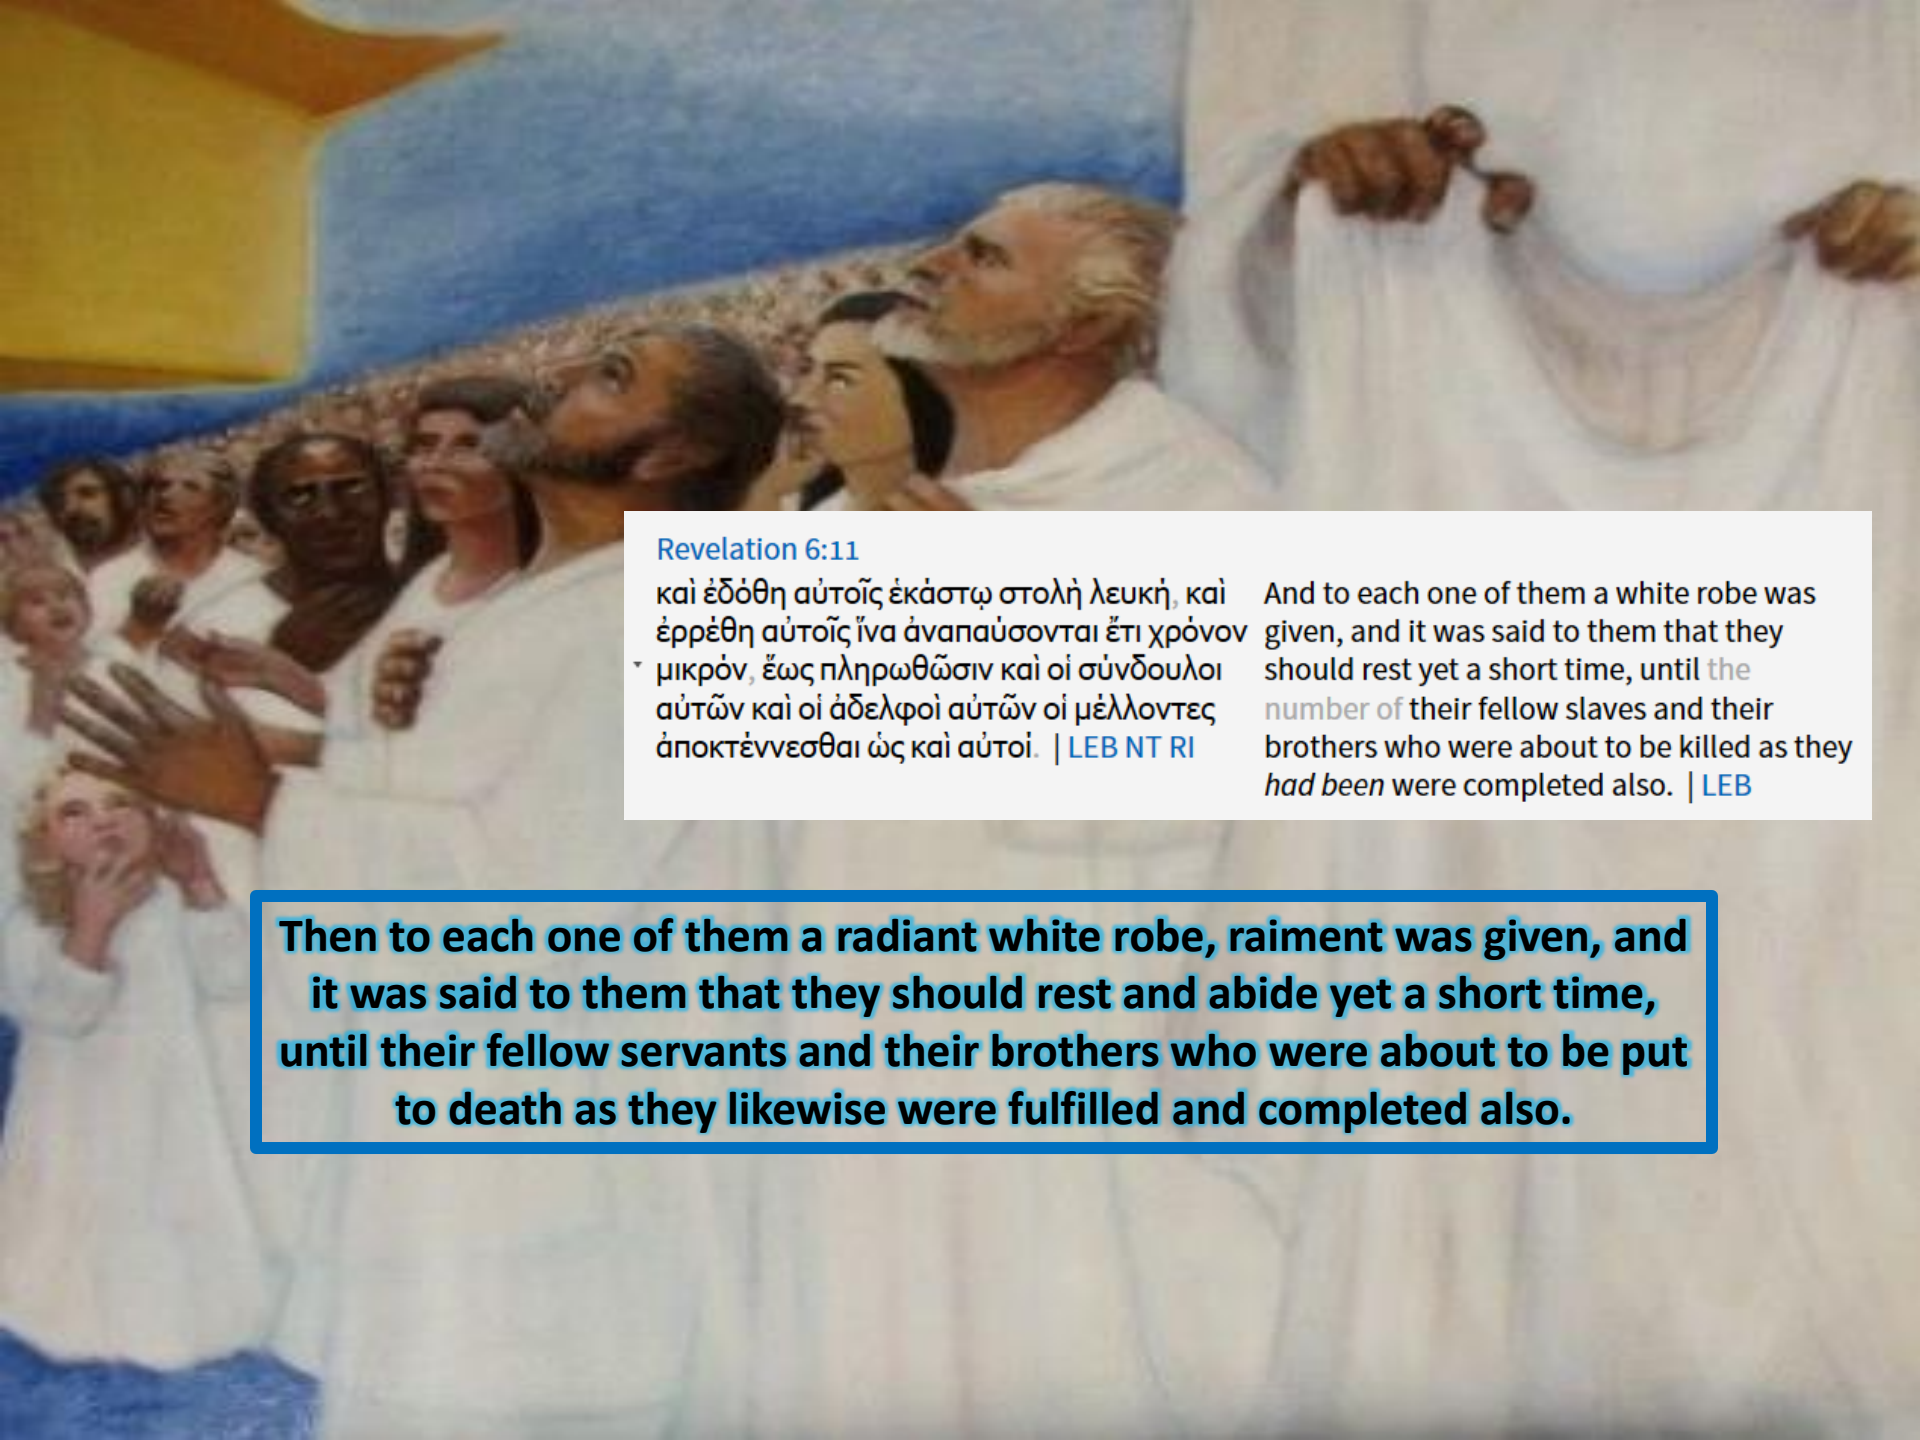 Revelation 6:11
καὶ ἐδόθη αὐτοῖς ἑκάστῳ στολὴ λευκή, καὶ
ἐρρέθη αὐτοῖς ἵνα ἀναπαύσονται ἔτι χρόνον
μικρόν, ἕως πληρωθῶσιν καὶ οἱ σύνδουλοι
αὐτῶν καὶ οἱ ἀδελφοὶ αὐτῶν οἱ μέλλοντες
ἀποκτέννεσθαι ὡς καὶ αὐτοί. | LEB NT RI
And to each one of them a white robe was
given, and it was said to them that they
should rest yet a short time, until the
number of their fellow slaves and their
brothers who were about to be killed as they
had been were completed also. | LEB
Then to each one of them a radiant white robe, raiment was given, and
it was said to them that they should rest and abide yet a short time,
until their fellow servants and their brothers who were about to be put
to death as they likewise were fulfilled and completed also.